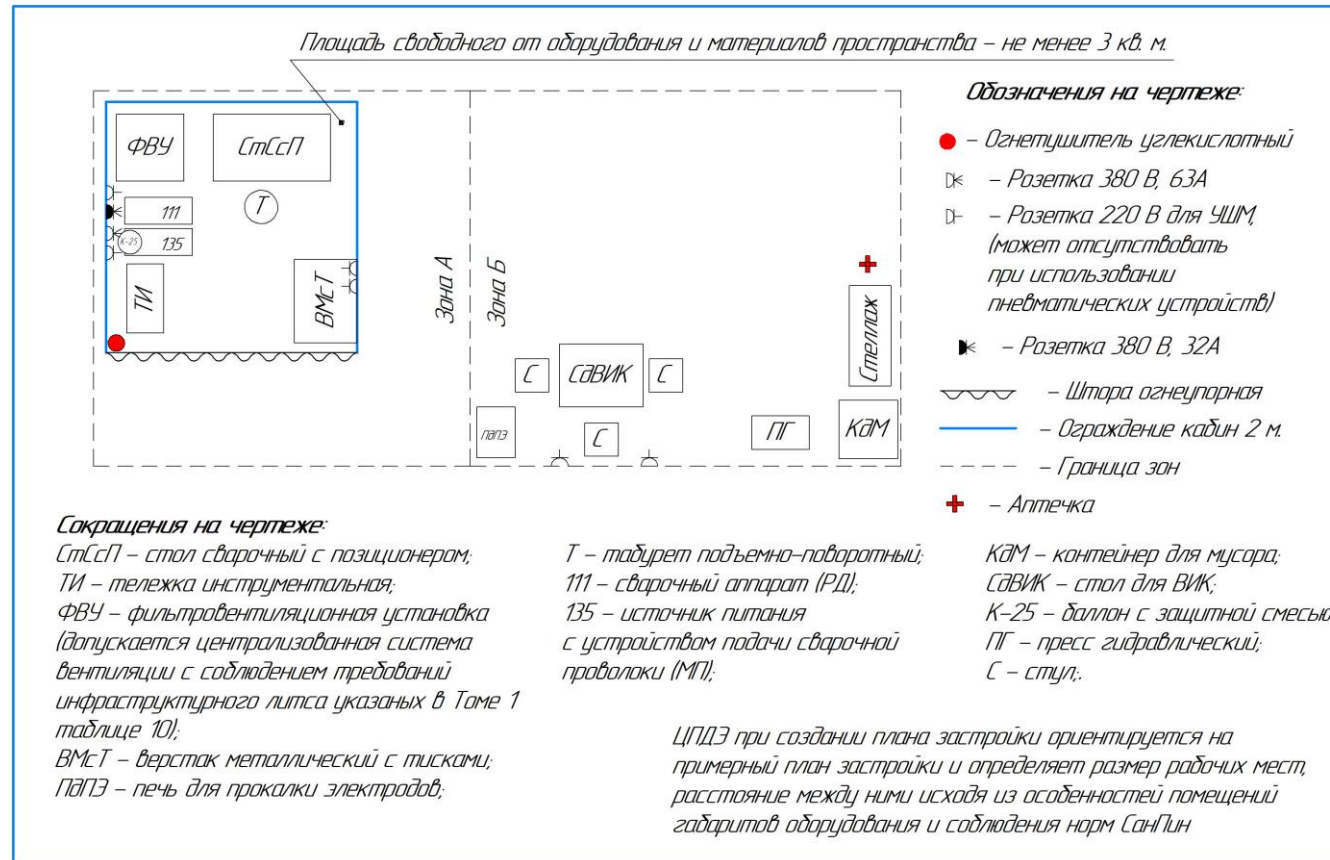 Площадь свободного от оборудования и материалов пространства – не менее 3 кв. м.
ФВУ
СтСсП
111
Т
К-25
135
ТИ
ВМсТ
Зона А
Зона Б
С
СдВИК
С
ПдПЭ
С
ПГ
КдМ
Стеллаж
Обозначения на чертеже:
– Огнетушитель углекислотный
– Розетка 380 В, 63А
– Розетка 220 В для УШМ,
(может отсутствовать
при использовании
пневматических устройств)
– Розетка 380 В, 32А
– Штора огнеупорная
– Ограждение кабин 2 м.
– Граница зон
– Аптечка
Сокращения на чертеже:
СтСсП – стол сварочный с позиционером;
ТИ – тележка инструментальная;
ФВУ – фильтровентиляционная установка
(допускается централизованная система
вентиляции с соблюдением требований
инфраструктурного литса указаных в Томе 1
таблице 10);
ВМсТ – верстак металлический с тисками;
ПдПЭ – печь для прокалки электродов;
Т – табурет подъемно-поворотный;
111 – сварочный аппарат (РД);
135 – источник питания
с устройством подачи сварочной
проволоки (МП);
КдМ – контейнер для мусора;
СдВИК – стол для ВИК;
К-25 – баллон с защитной смесью
ПГ – пресс гидравлический;
С – стул;.
ЦПДЭ при создании плана застройки ориентируется на
примерный план застройки и определяет размер рабочих мест,
расстояние между ними исходя из особенностей помещений
габаритов оборудования и соблюдения норм СанПин